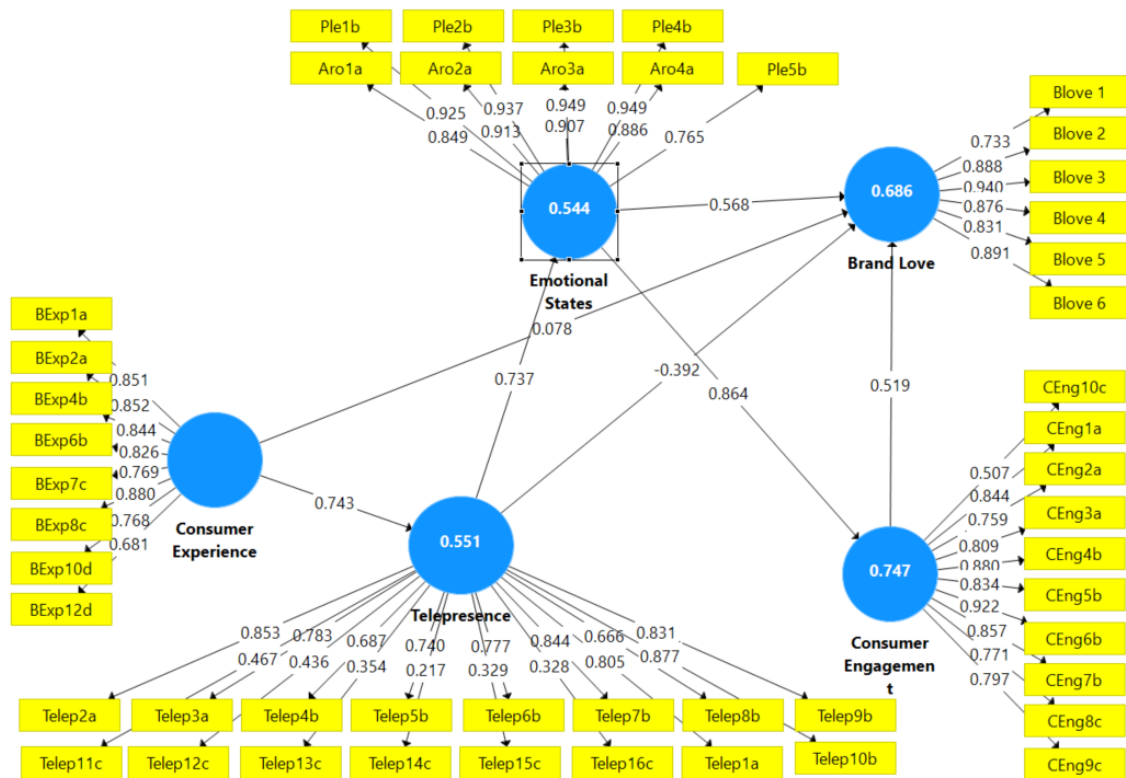 Ple1b Ple2b Ple3b Ple4b
Aro1a Aro2a Aro3a Aro4a Ple5b
0.925 0.937 0.949 0.949
0.849 0.913 0.907 0.886 0.765
0.544
Emotional
States
0.568
0.686
Brand Love
0.733
0.888
0.940
0.876
0.831
0.891
Blove 1
Blove 2
Blove 3
Blove 4
Blove 5
Blove 6
0.078
0.737
-0.392
0.864
0.519
BExp1a
BExp2a
BExp4b
BExp6b
BExp7c
BExp8c
BExp10d
BExp12d
0.851
0.852
0.844
0.826
0.769
0.880
0.768
0.681
Consumer
Experience
0.743
0.551
Telepresence
0.747
Consumer
Engagemen
t
0.507
0.844
0.759
0.809
0.880
0.834
0.922
0.857
0.771
0.797
CEng10c
CEng1a
CEng2a
CEng3a
CEng4b
CEng5b
CEng6b
CEng7b
CEng8c
CEng9c
0.853 0.783 0.687 0.740 0.777 0.844 0.666 0.831
0.467 0.436 0.354 0.217 0.329 0.328 0.805 0.877
Telep2a Telep3a Telep4b Telep5b Telep6b Telep7b Telep8b Telep9b
Telep11c Telep12c Telep13c Telep14c Telep15c Telep16c Telep1a Telep10b